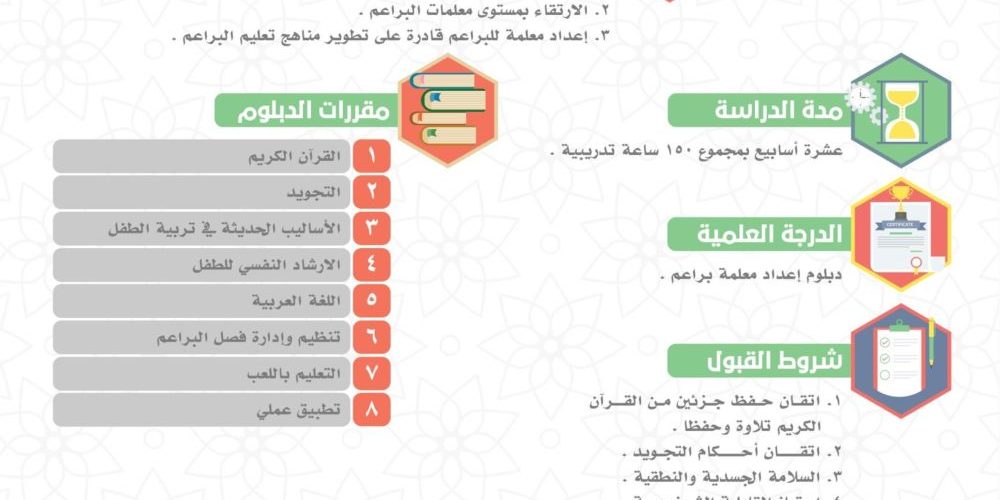 ٢. الارتقاء بمستوى معلمات البراعم .
٣. إعداد معلمة للبراعم قادرة على تطوير مناهج تعليم البراعم .
مدة الدراسة
عشرة أسابيع بمجموع ١٥٠ ساعة تدريبية .
الدرجة العلمية
CERTIFICATE
دبلوم إعداد معلمة براعم .
شروط القبول
١. اتقان حفظ جزئين من القرآن
الكريم تلاوة وحفظا .
٢. اتقان أحكام التجويد .
٣. السلامة الجسدية والنطقية .
مقررات الدبلوم
١ القرآن الكريم
٢ التجويد
٣ الأساليب الحديثة في تربية الطفل
٤ الارشاد النفسي للطفل
٥ اللغة العربية
٦ تنظيم وإدارة فصل البراعم
٧ التعليم باللعب
٨ تطبيق عملي